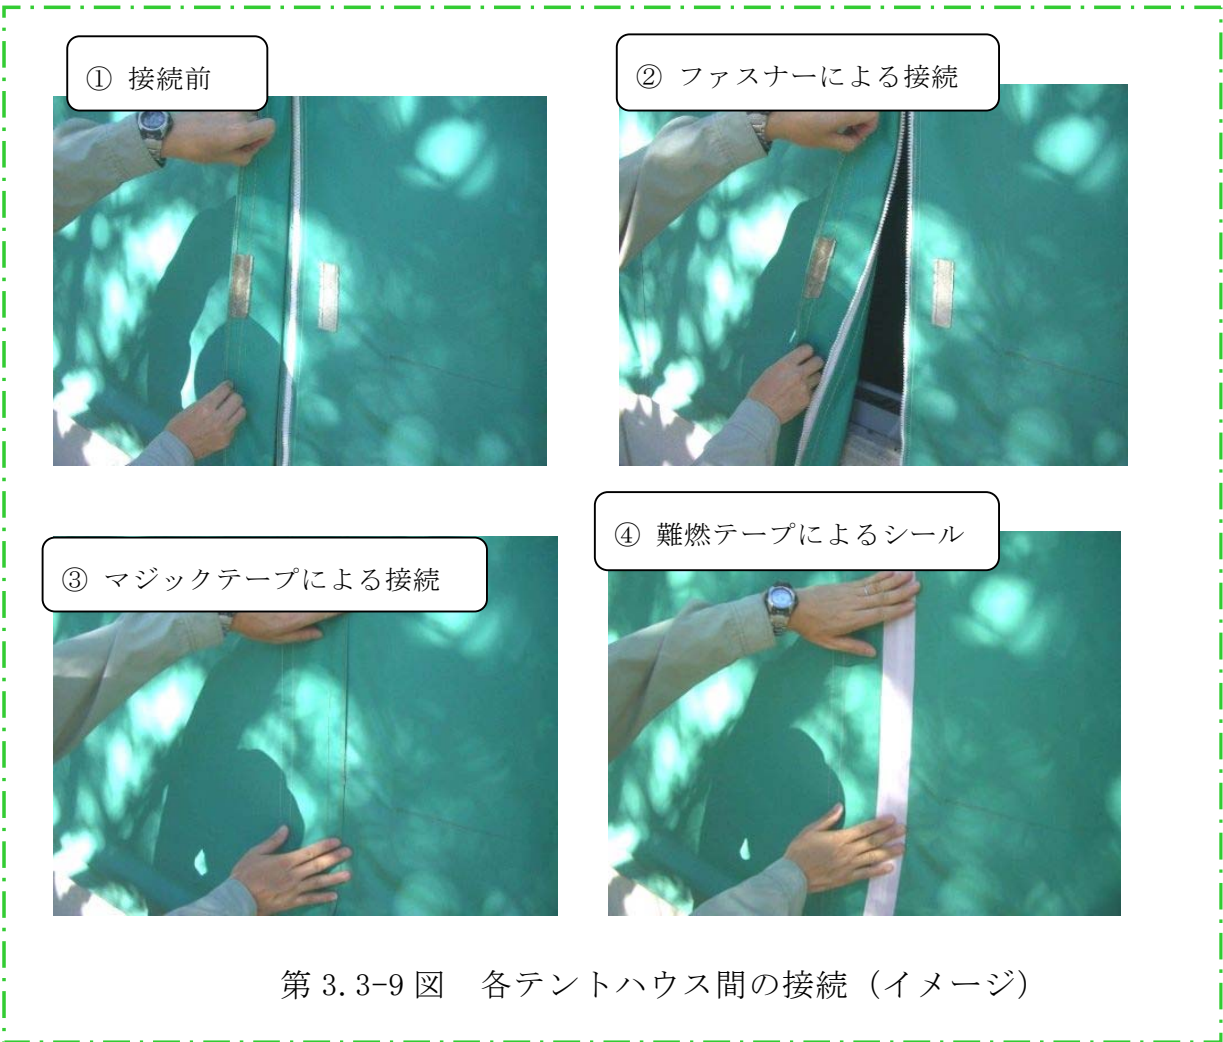 ① 接続前
② ファスナーによる接続
③ マジックテープによる接続
④ 難燃テープによるシール
第 3.3-9 図　各テントハウス間の接続（イメージ）